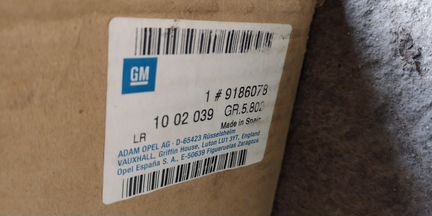 GM
1 # 9186078
10 02 039 GR.5.802
LR Made in Spain
ADAM OPEL AG · D-65423 Rüsselsheim
VAUXHALL, Griffin House, Luton LU1 3YT, England
Opel España S. A., E-50639 Figueruelas Zaragoza